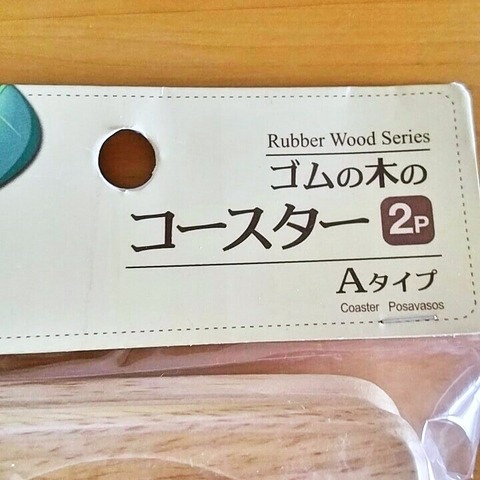 Rubber Wood Series
ゴムの木の
コースター 2P
Aタイプ
Coaster Posavasos